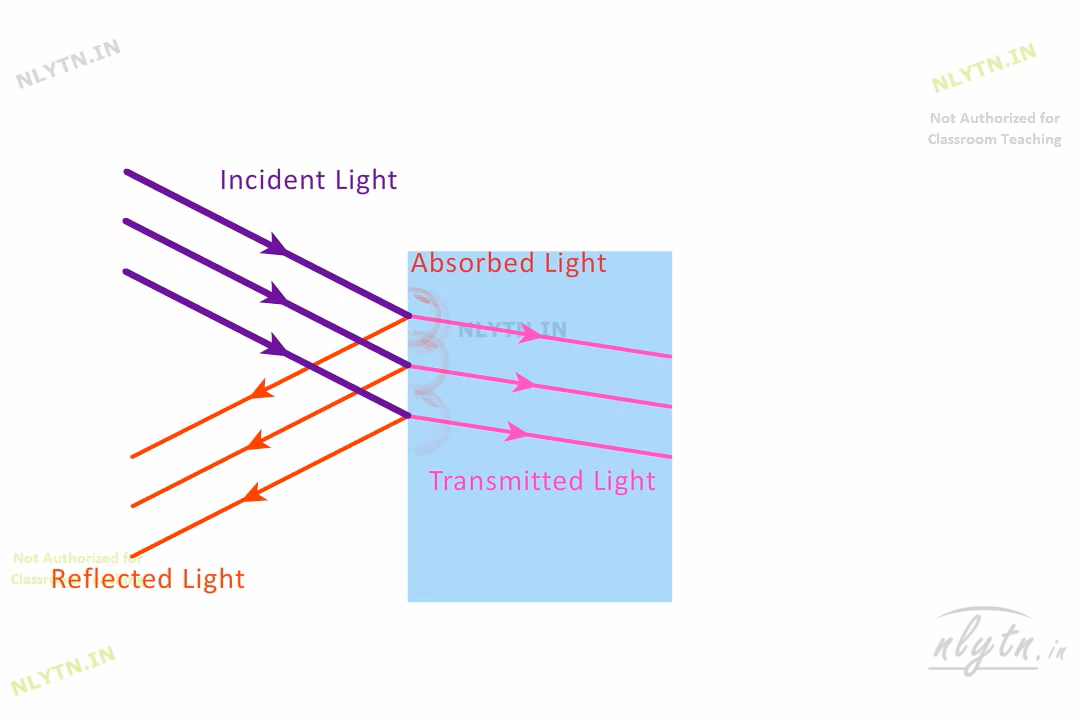 NLYTN.IN
NLYTN.IN
Not Authorized for
Classroom Teaching
Incident Light
Absorbed Light
NLYTN.IN
Transmitted Light
Not Authorized for
Reflected Light
NLYTN.IN
nlytn.in